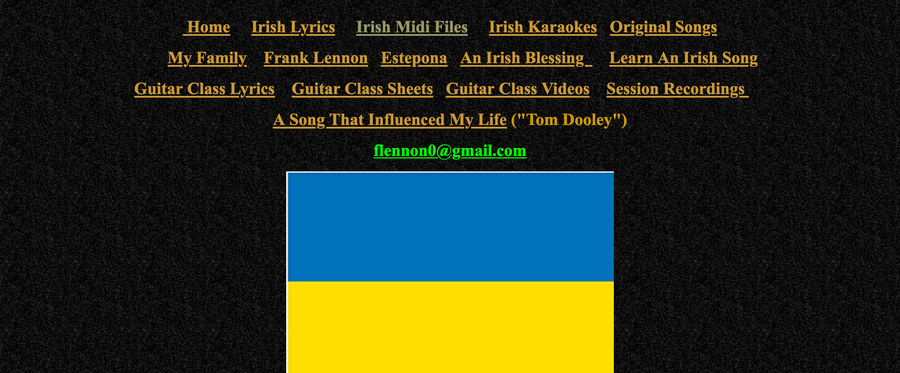 Home Irish Lyrics Irish Midi Files Irish Karaokes Original Songs
My Family Frank Lennon Estepona An Irish Blessing Learn An Irish Song
Guitar Class Lyrics Guitar Class Sheets Guitar Class Videos Session Recordings
A Song That Influenced My Life ("Tom Dooley")
flennon0@gmail.com